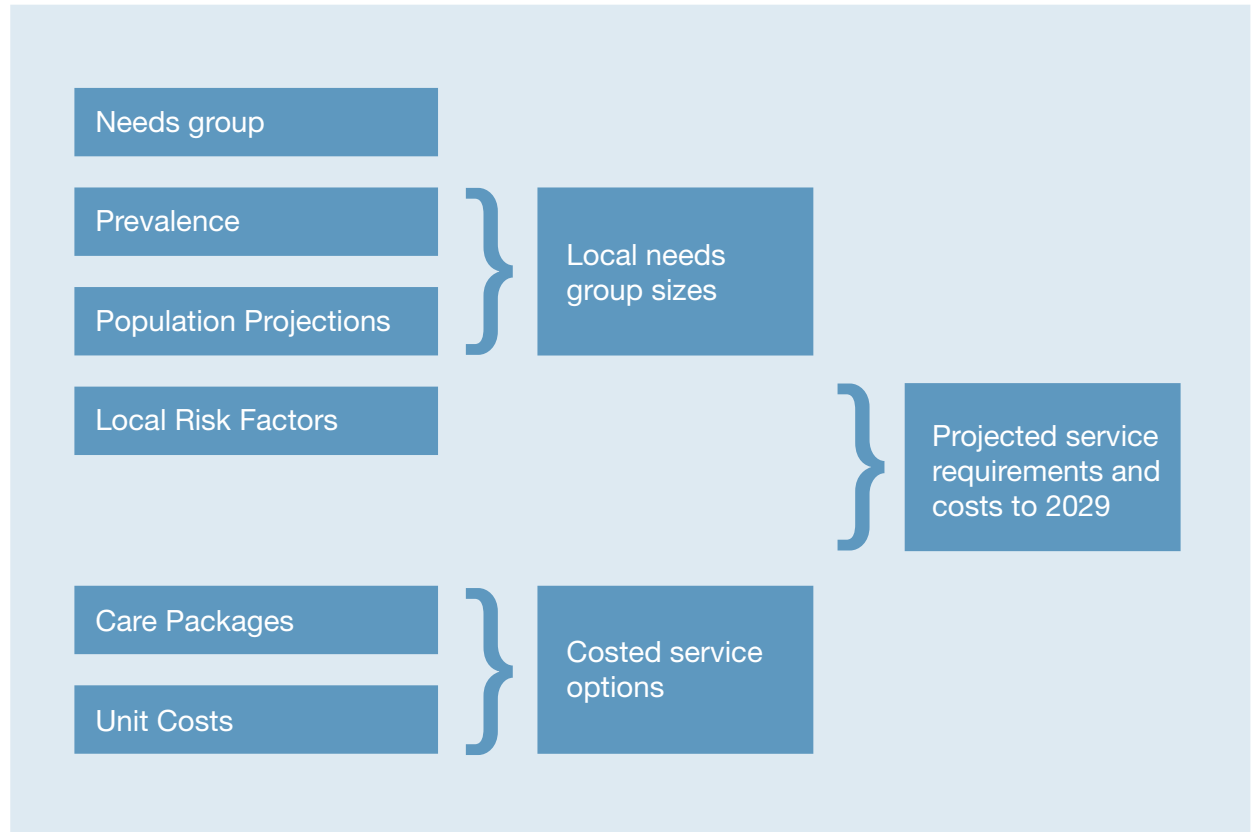 Needs group
Prevalence
Population Projections
Local Risk Factors
Local needs
group sizes
Care Packages
Unit Costs
Costed service
options
Projected service
requirements and
costs to 2029